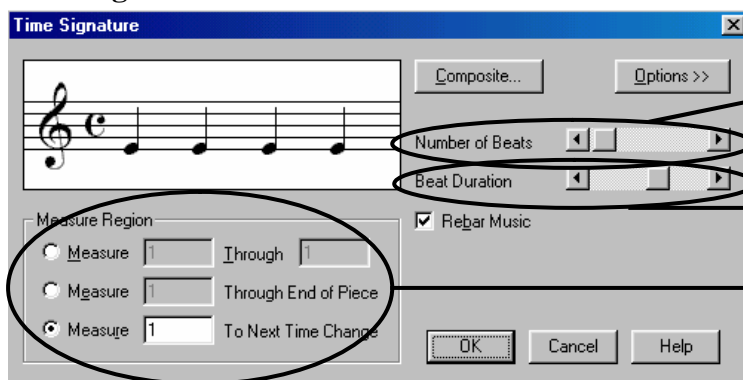 Time Signature
Composite...
Options >>
Number of Beats
Beat Duration
Rebar Music
Measure Region
Measure 1 Through 1
Measure 1 Through End of Piece
Measure 1 To Next Time Change
OK Cancel Help